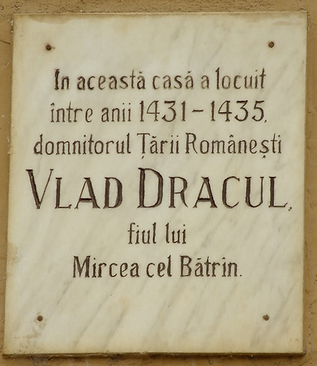 In această casă a locuit
între anii 1431-1435,
domnitorul Țării Românești
VLAD DRACUL,
fiul lui
Mircea cel Bătrîn.